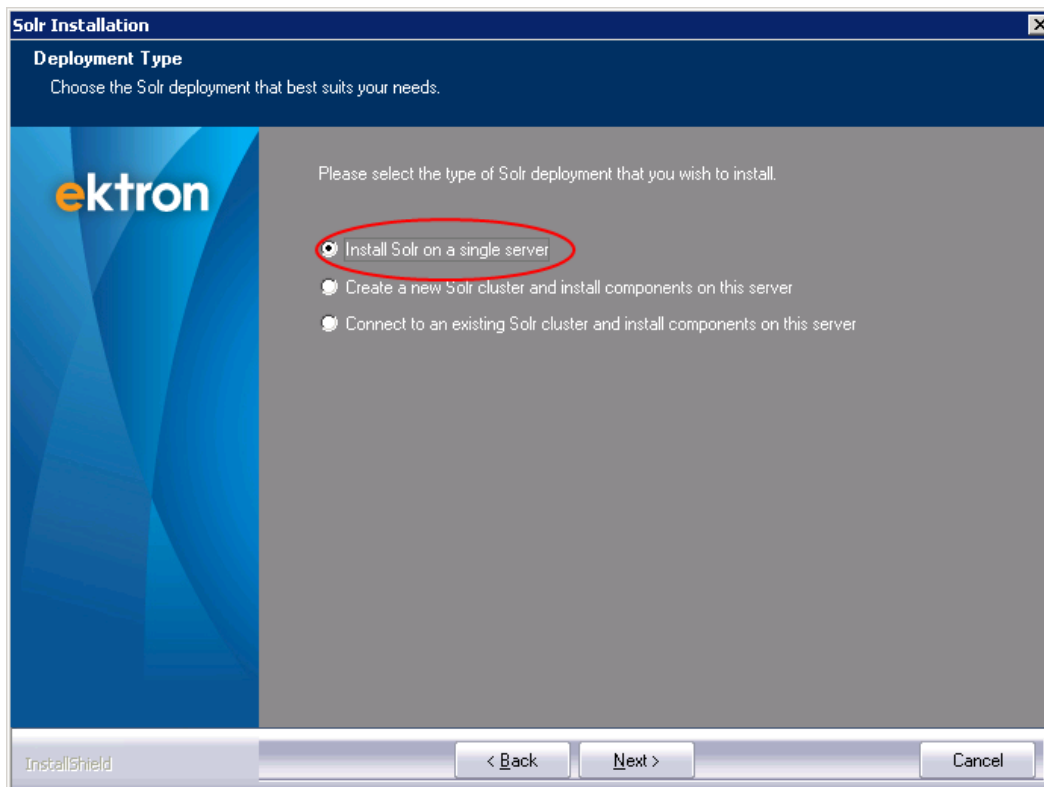 Solr Installation
Deployment Type
Choose the Solr deployment that best suits your needs.
ektron
Please select the type of Solr deployment that you wish to install.
Install Solr on a single server
Create a new Solr cluster and install components on this server
Connect to an existing Solr cluster and install components on this server
InstallShield
< Back
Next >
Cancel